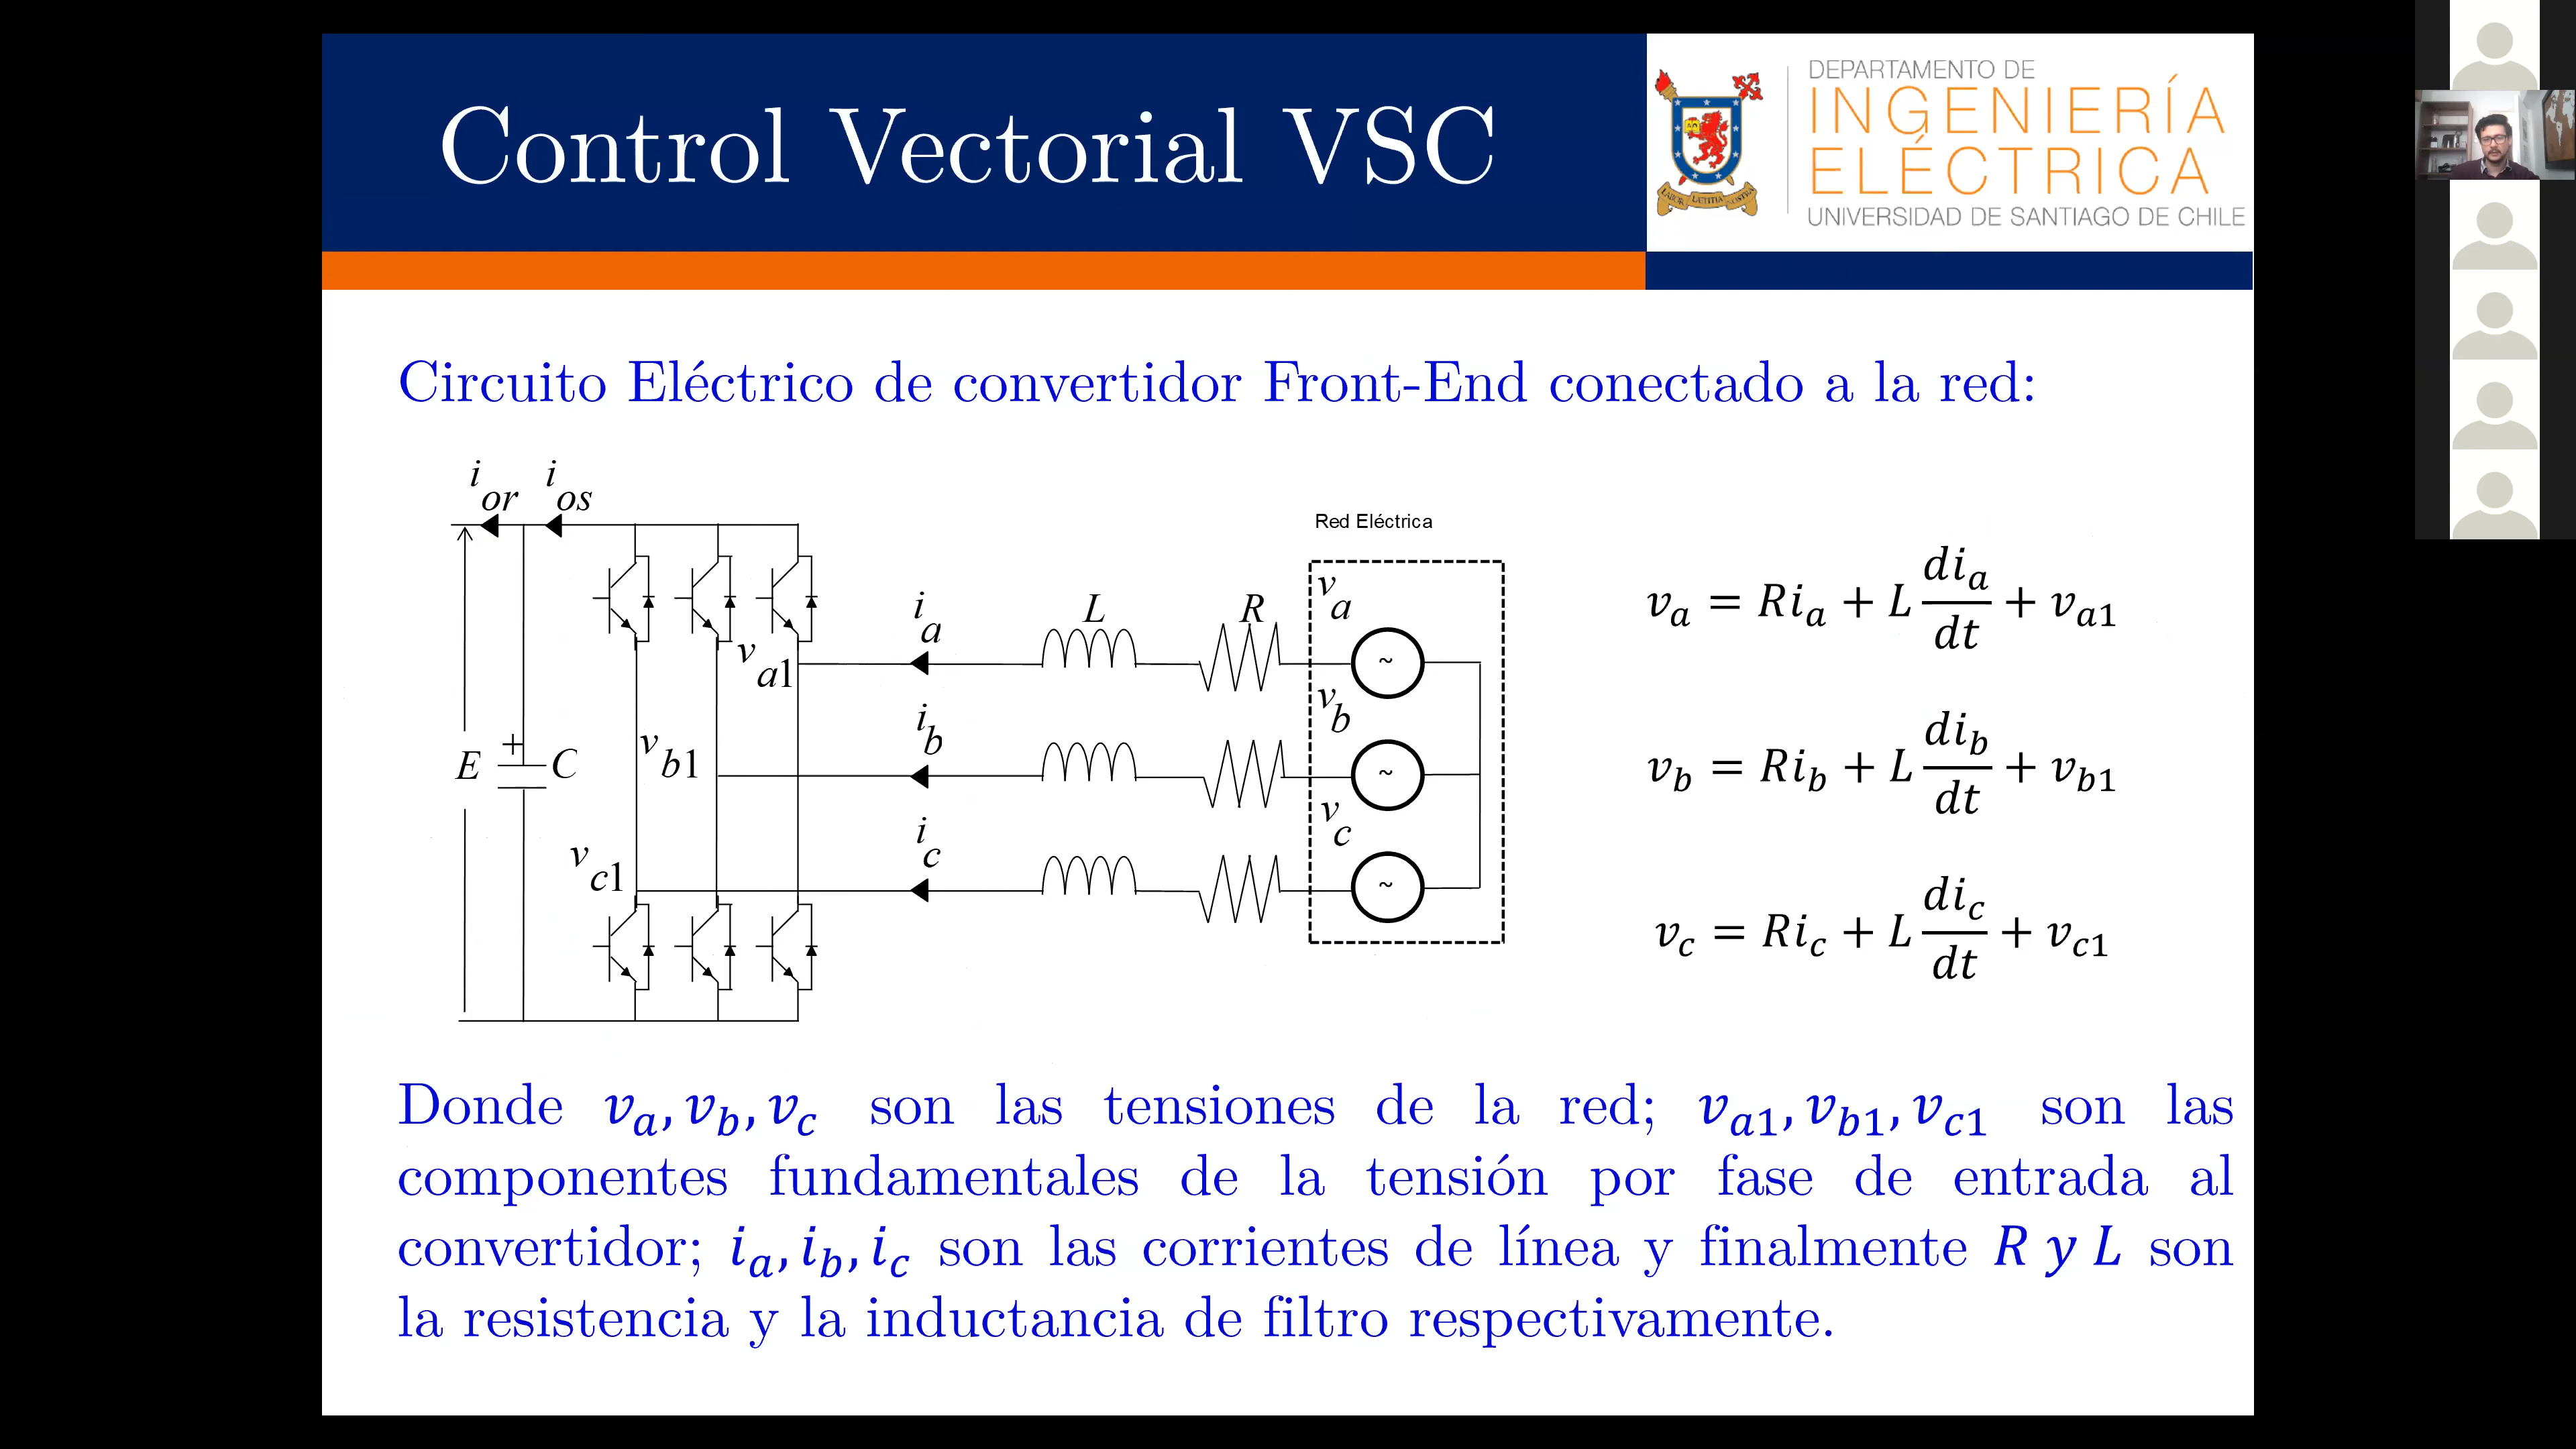 Control Vectorial VSC
DEPARTAMENTO DE
INGENIERÍA
ELÉCTRICA
UNIVERSIDAD DE SANTIAGO DE CHILE
LABOR LÆTITIA NOSTRA
Circuito Eléctrico de convertidor Front-End conectado a la red:
i_or i_os
Red Eléctrica
i_a L R v_a
v_a1
i_b v_b
v_b1
E + C
i_c v_c
v_c1
~
~
~
v_a = Ri_a + L di_a/dt + v_a1
v_b = Ri_b + L di_b/dt + v_b1
v_c = Ri_c + L di_c/dt + v_c1
Donde v_a, v_b, v_c son las tensiones de la red; v_a1, v_b1, v_c1 son las
componentes fundamentales de la tensión por fase de entrada al
convertidor; i_a, i_b, i_c son las corrientes de línea y finalmente R y L son
la resistencia y la inductancia de filtro respectivamente.